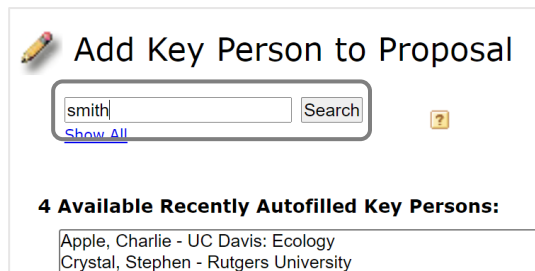 Add Key Person to Proposal
smith Search
?
Show All
4 Available Recently Autofilled Key Persons:
Apple, Charlie - UC Davis: Ecology
Crystal, Stephen - Rutgers University